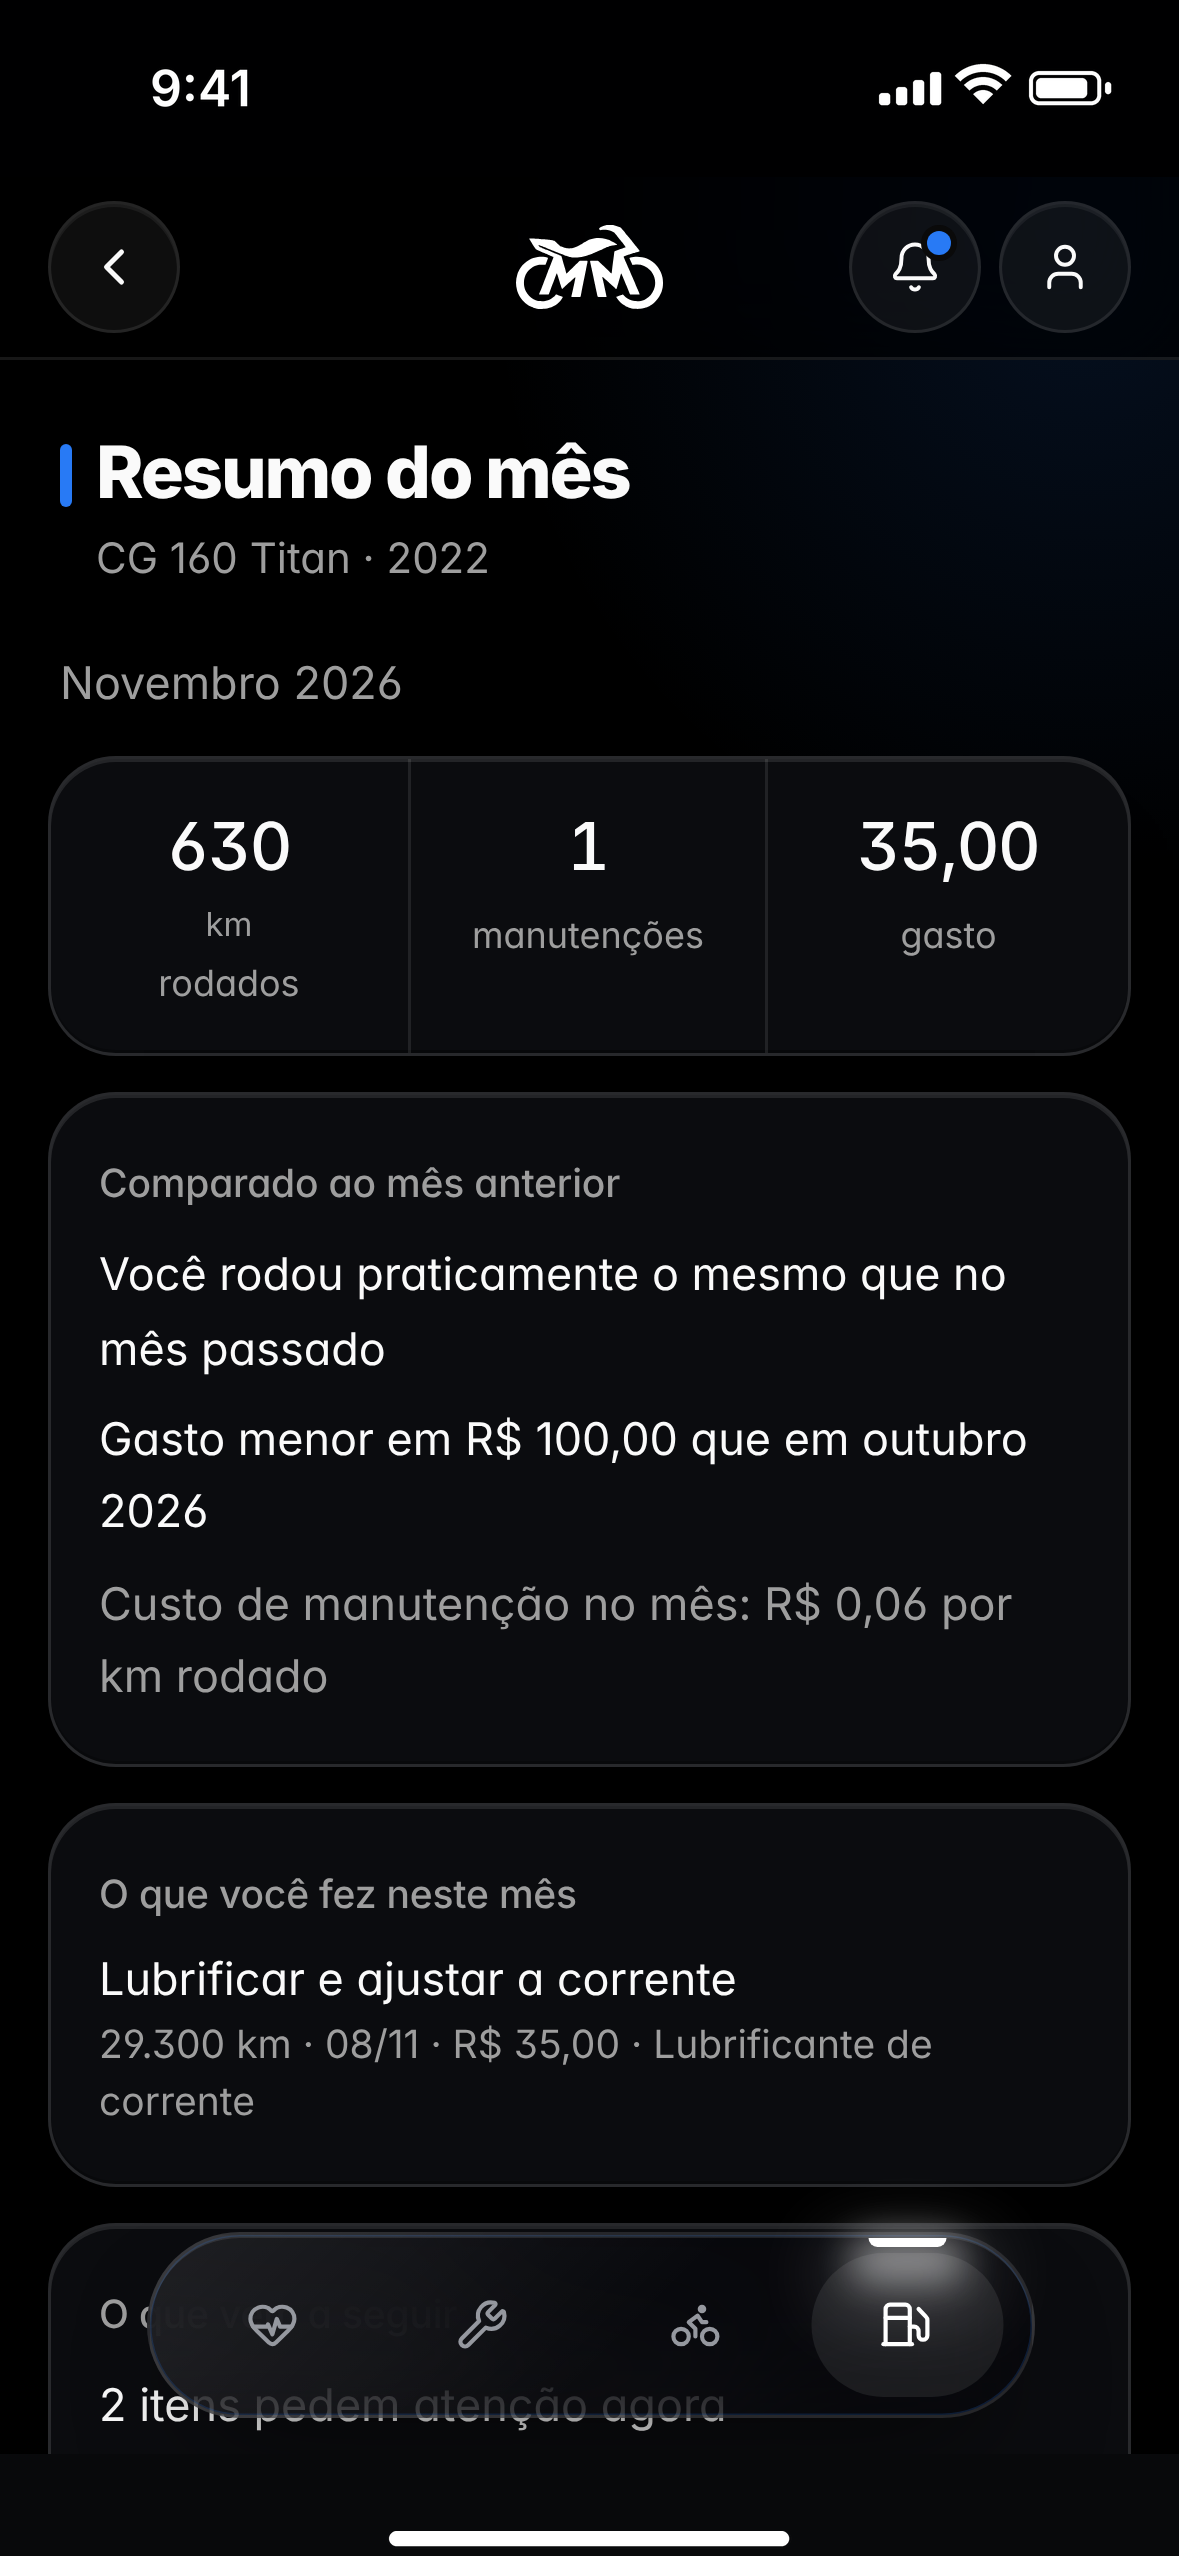 9:41
MM
Resumo do mês
CG 160 Titan · 2022
Novembro 2026
630
km
rodados
1
manutenções
35,00
gasto
Comparado ao mês anterior
Você rodou praticamente o mesmo que no
mês passado
Gasto menor em R$ 100,00 que em outubro
2026
Custo de manutenção no mês: R$ 0,06 por
km rodado
O que você fez neste mês
Lubrificar e ajustar a corrente
29.300 km · 08/11 · R$ 35,00 · Lubrificante de
corrente
O que v a seguir
2 itens pedem atenção agora